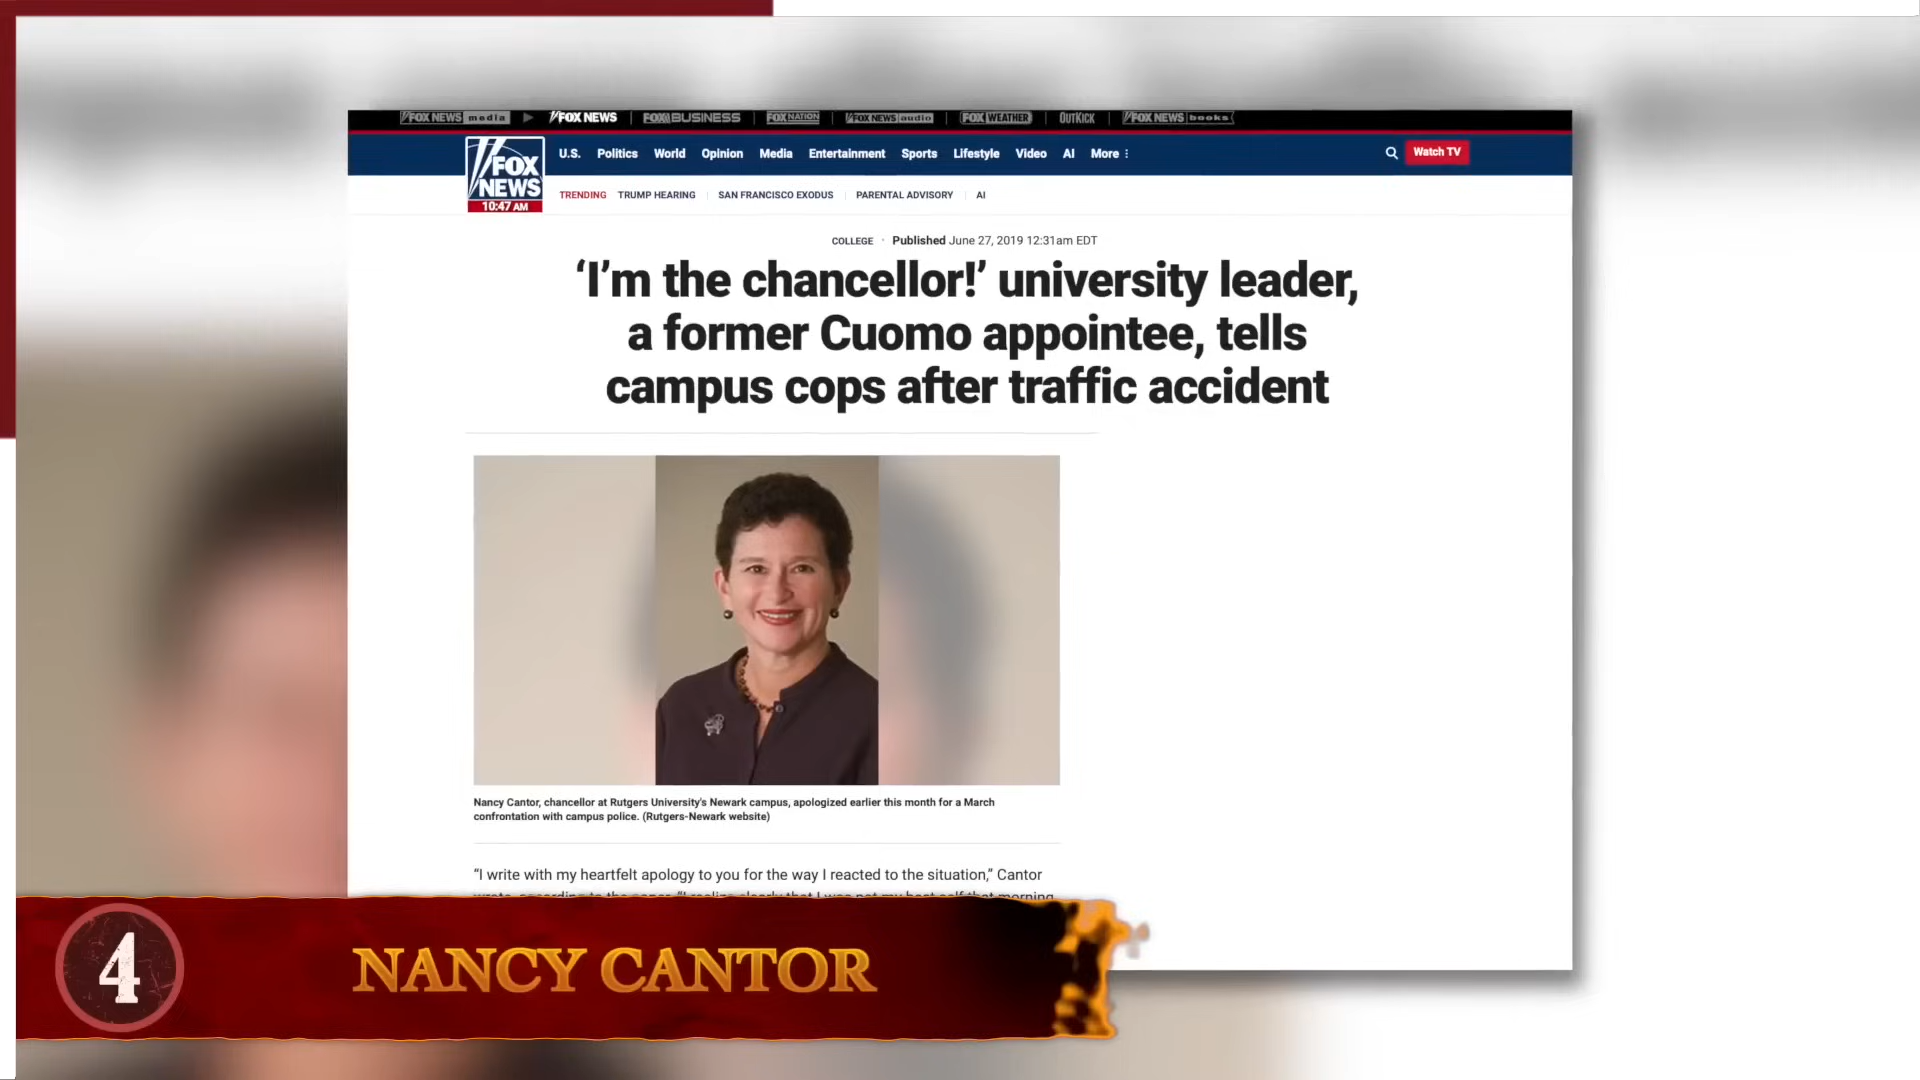 FOX NEWS media
FOX NEWS
FOX BUSINESS
FOX NATION
FOX NEWS audio
FOX WEATHER
OUTKICK
FOX NEWS books
FOX
NEWS
10:47 AM
U.S. Politics World Opinion Media Entertainment Sports Lifestyle Video AI More
Watch TV
TRENDING TRUMP HEARING SAN FRANCISCO EXODUS PARENTAL ADVISORY AI
COLLEGE · Published June 27, 2019 12:31am EDT
‘I’m the chancellor!’ university leader,
a former Cuomo appointee, tells
campus cops after traffic accident
Nancy Cantor, chancellor at Rutgers University's Newark campus, apologized earlier this month for a March
confrontation with campus police. (Rutgers-Newark website)
“I write with my heartfelt apology to you for the way I reacted to the situation,” Cantor
4
NANCY CANTOR